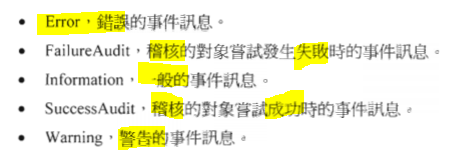 • Error，錯誤的事件訊息。
• FailureAudit，稽核的對象嘗試發生失敗時的事件訊息。
• Information，一般的事件訊息。
• SuccessAudit，稽核的對象嘗試成功時的事件訊息。
• Warning，警告的事件訊息。